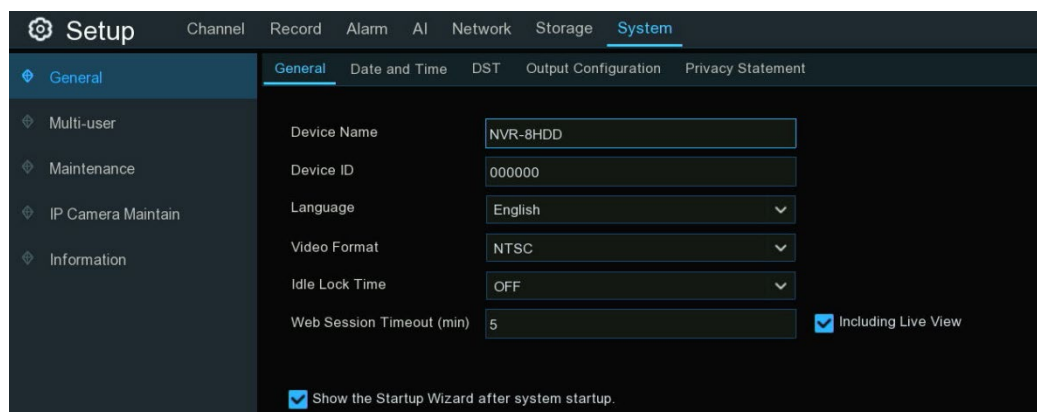 Setup
Channel Record Alarm AI Network Storage System
General
Multi-user
Maintenance
IP Camera Maintain
Information
General Date and Time DST Output Configuration Privacy Statement
Device Name NVR-8HDD
Device ID 000000
Language English
Video Format NTSC
Idle Lock Time OFF
Web Session Timeout (min) 5 Including Live View
Show the Startup Wizard after system startup.